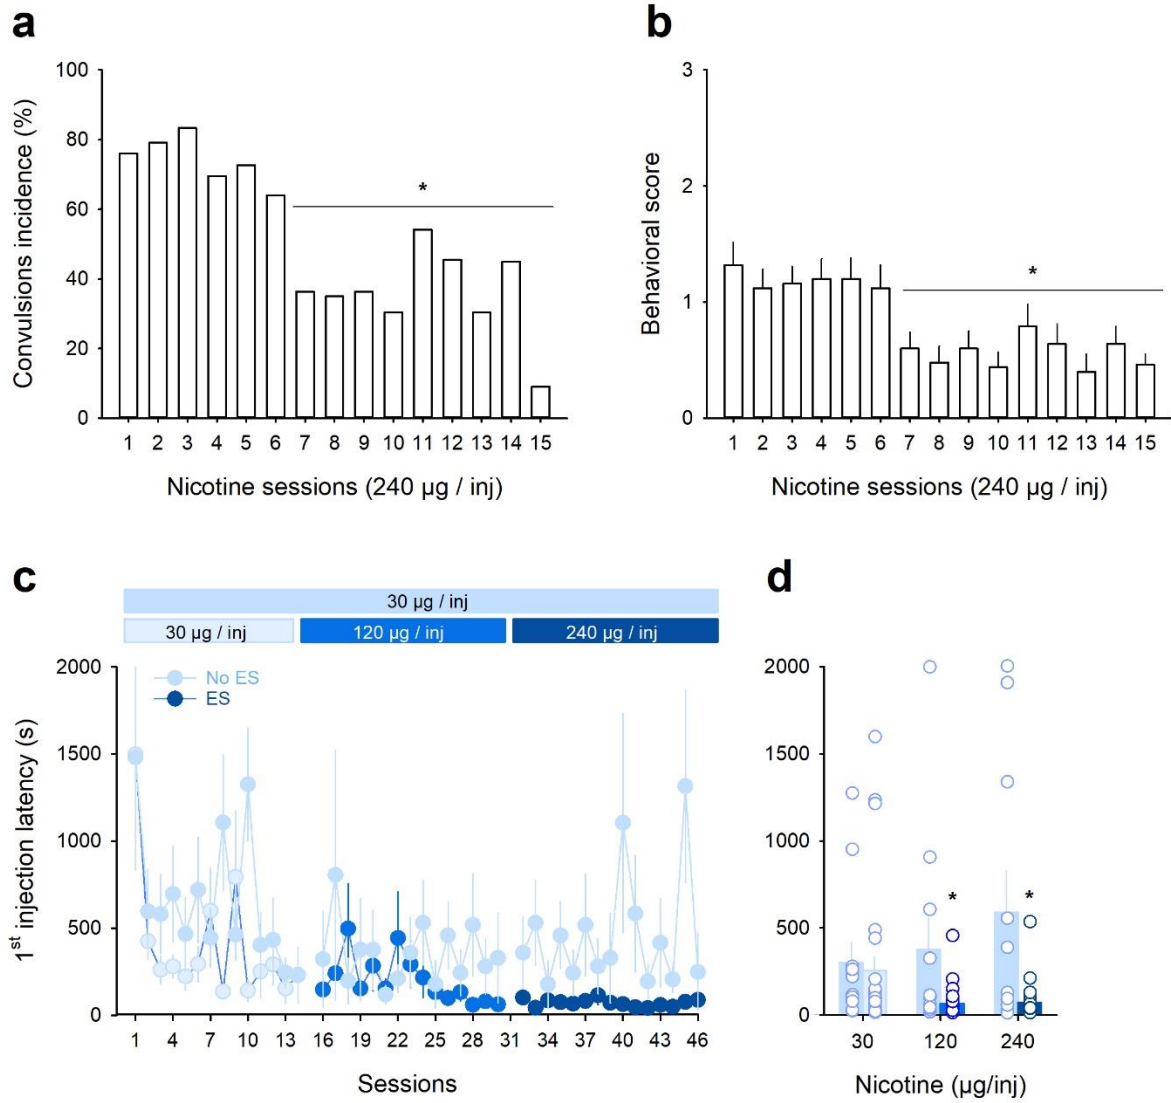 a
Convulsions incidence (%)
100
80
60
40
20
0
*
1 2 3 4 5 6 7 8 9 10 11 12 13 14 15
Nicotine sessions (240 µg / inj)
b
Behavioral score
3
2
1
0
*
1 2 3 4 5 6 7 8 9 10 11 12 13 14 15
Nicotine sessions (240 µg / inj)
c
30 µg / inj
30 µg / inj 120 µg / inj 240 µg / inj
1st injection latency (s)
2000
1500
1000
500
0
No ES
ES
1 4 7 10 13 16 19 22 25 28 31 34 37 40 43 46
Sessions
d
2000
1500
1000
500
0
* *
30 120 240
Nicotine (µg/inj)